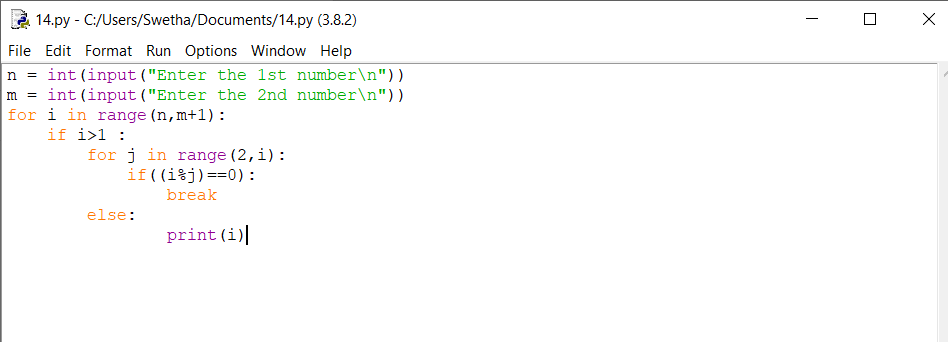 14.py - C:/Users/Swetha/Documents/14.py (3.8.2)
File Edit Format Run Options Window Help
n = int(input("Enter the 1st number\n"))
m = int(input("Enter the 2nd number\n"))
for i in range(n,m+1):
    if i>1 :
        for j in range(2,i):
            if((i%j)==0):
                break
        else:
                print(i)